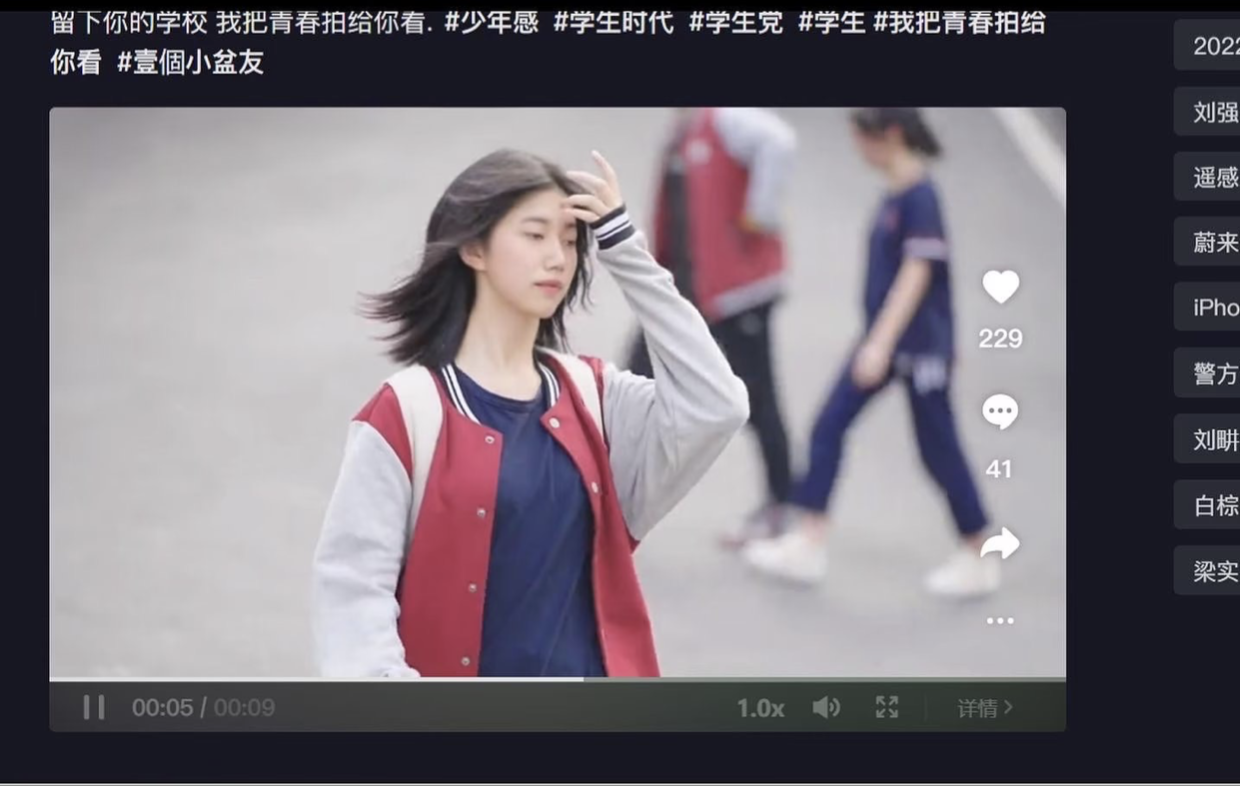 留下你的学校 我把青春拍给你看. #少年感 #学生时代 #学生党 #学生 #我把青春拍给
你看 #壹個小盆友
229
41
00:05 / 00:09
1.0x
详情
2022
刘强
遥感
蔚来
iPho
警方
刘畊
白棕
梁实